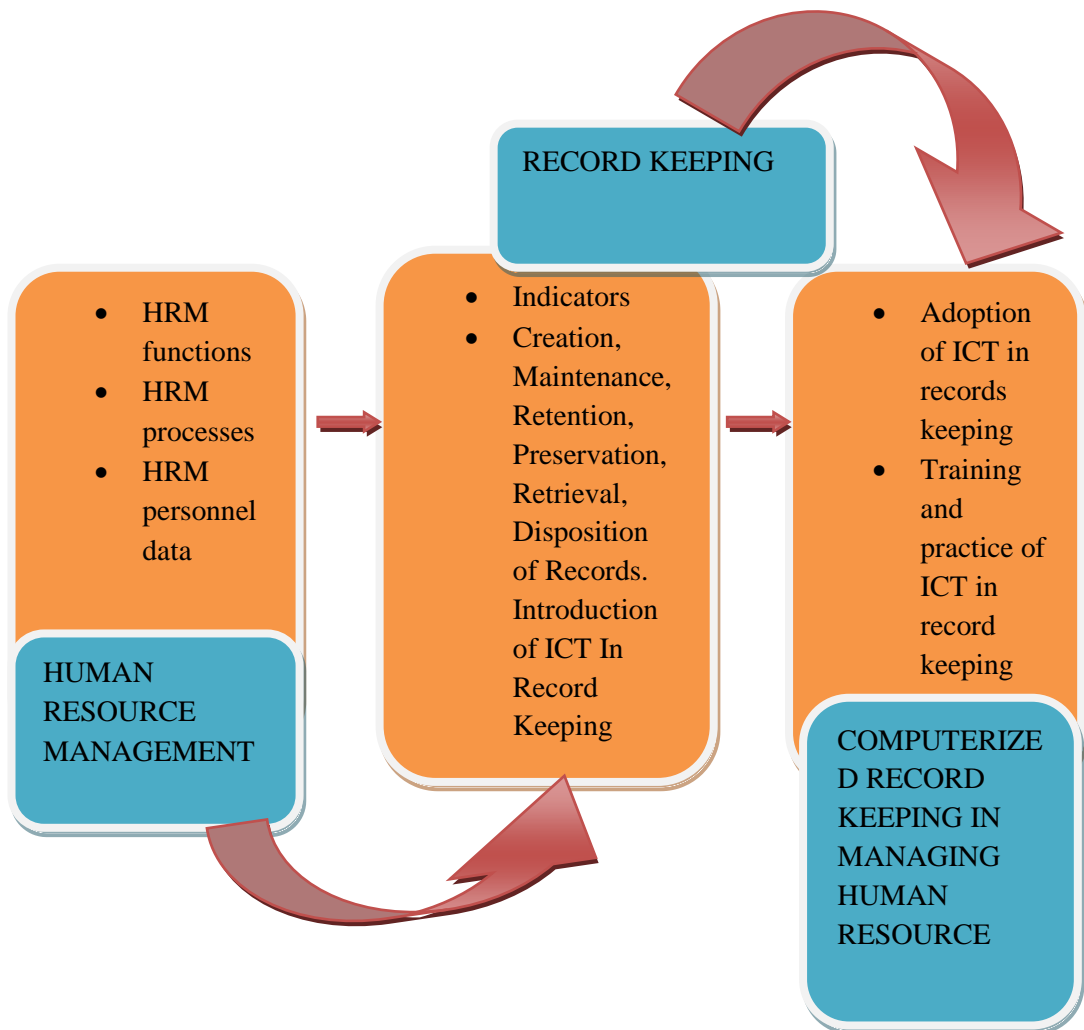 RECORD KEEPING
• HRM
functions
• HRM
processes
• HRM
personnel
data
HUMAN
RESOURCE
MANAGEMENT
• Indicators
• Creation,
Maintenance,
Retention,
Preservation,
Retrieval,
Disposition
of Records.
Introduction
of ICT In
Record
Keeping
• Adoption
of ICT in
records
keeping
• Training
and
practice of
ICT in
record
keeping
COMPUTERIZE
D RECORD
KEEPING IN
MANAGING
HUMAN
RESOURCE